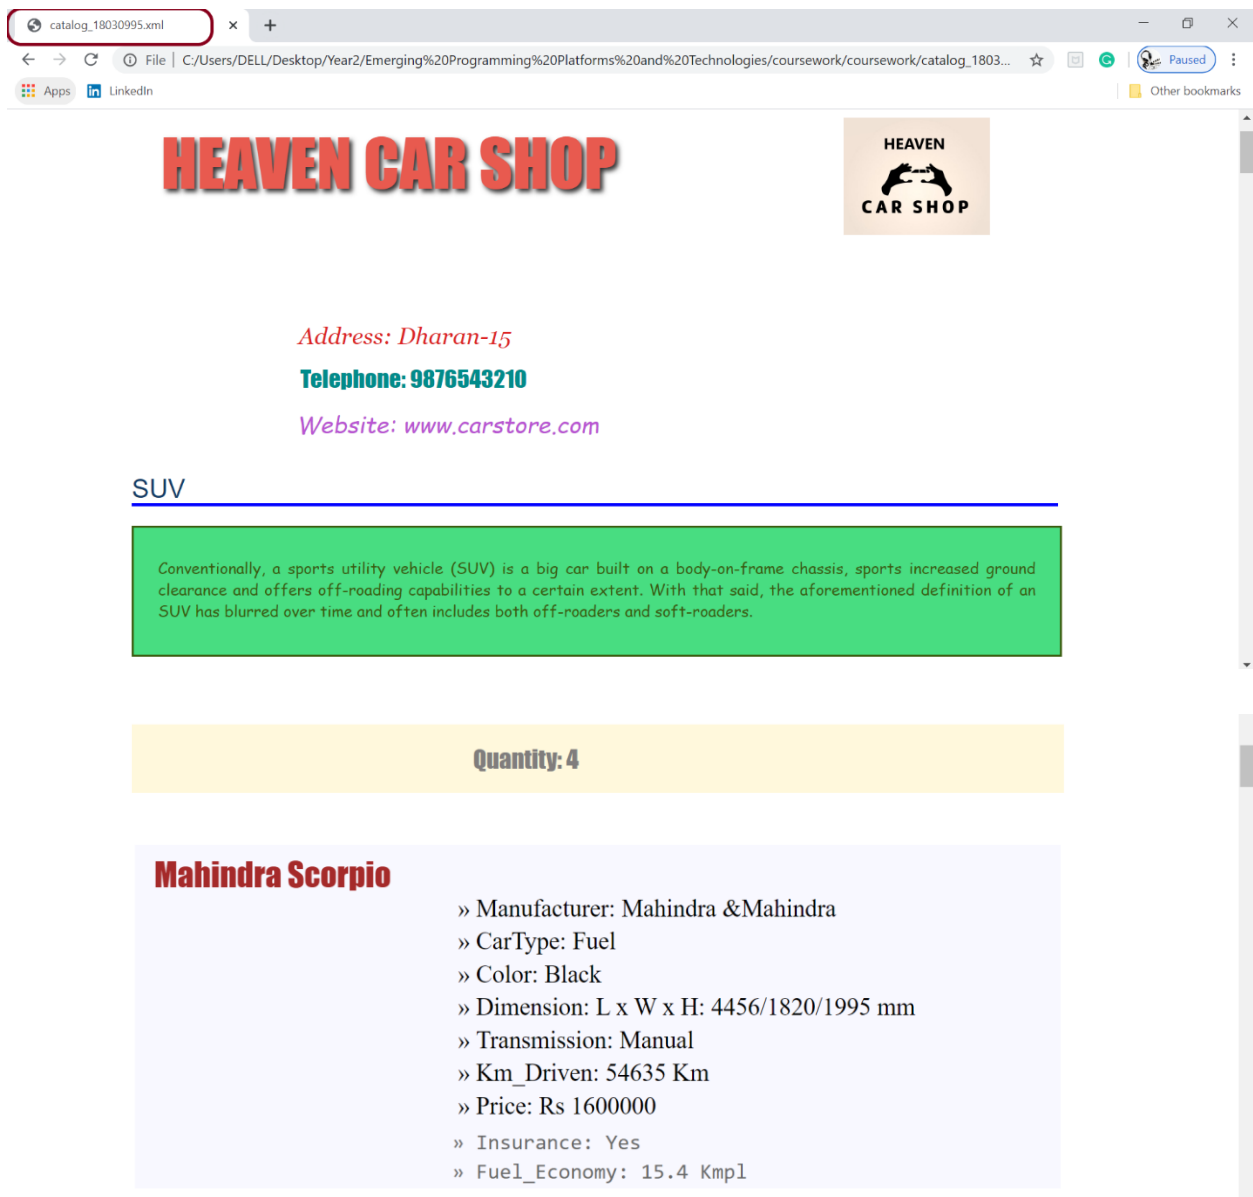 catalog_18030995.xml
File | C:/Users/DELL/Desktop/Year2/Emerging%20Programming%20Platforms%20and%20Technologies/coursework/coursework/catalog_1803...
Paused
Apps
LinkedIn
Other bookmarks
HEAVEN CAR SHOP
HEAVEN
CAR SHOP
Address: Dharan-15
Telephone: 9876543210
Website: www.carstore.com
SUV
Conventionally, a sports utility vehicle (SUV) is a big car built on a body-on-frame chassis, sports increased ground
clearance and offers off-roading capabilities to a certain extent. With that said, the aforementioned definition of an
SUV has blurred over time and often includes both off-roaders and soft-roaders.
Quantity: 4
Mahindra Scorpio
» Manufacturer: Mahindra &Mahindra
» CarType: Fuel
» Color: Black
» Dimension: L x W x H: 4456/1820/1995 mm
» Transmission: Manual
» Km_Driven: 54635 Km
» Price: Rs 1600000
» Insurance: Yes
» Fuel_Economy: 15.4 Kmpl